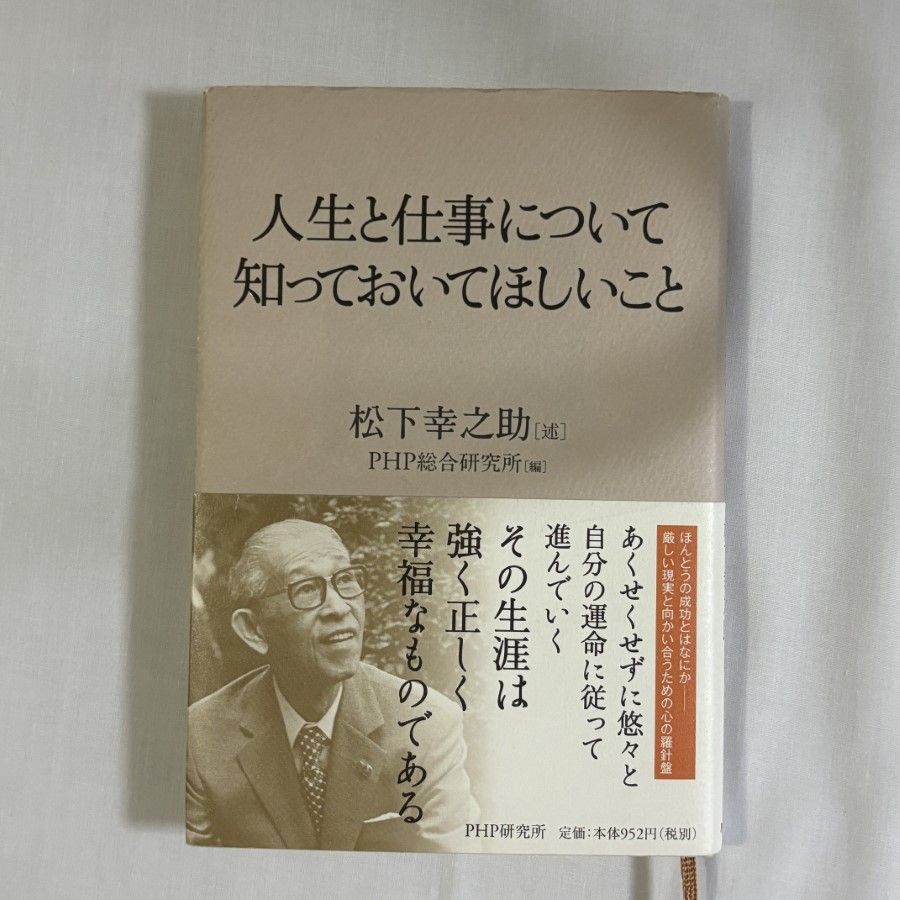 人生と仕事について
知っておいてほしいこと
松下幸之助[述]
PHP総合研究所[編]
ほんとうの成功とはなにか――
厳しい現実と向かい合うための心の羅針盤
あくせくせずに悠々と
自分の運命に従って
進んでいく
その生涯は
強く正しく
幸福なものである
PHP研究所 定価:本体952円(税別)